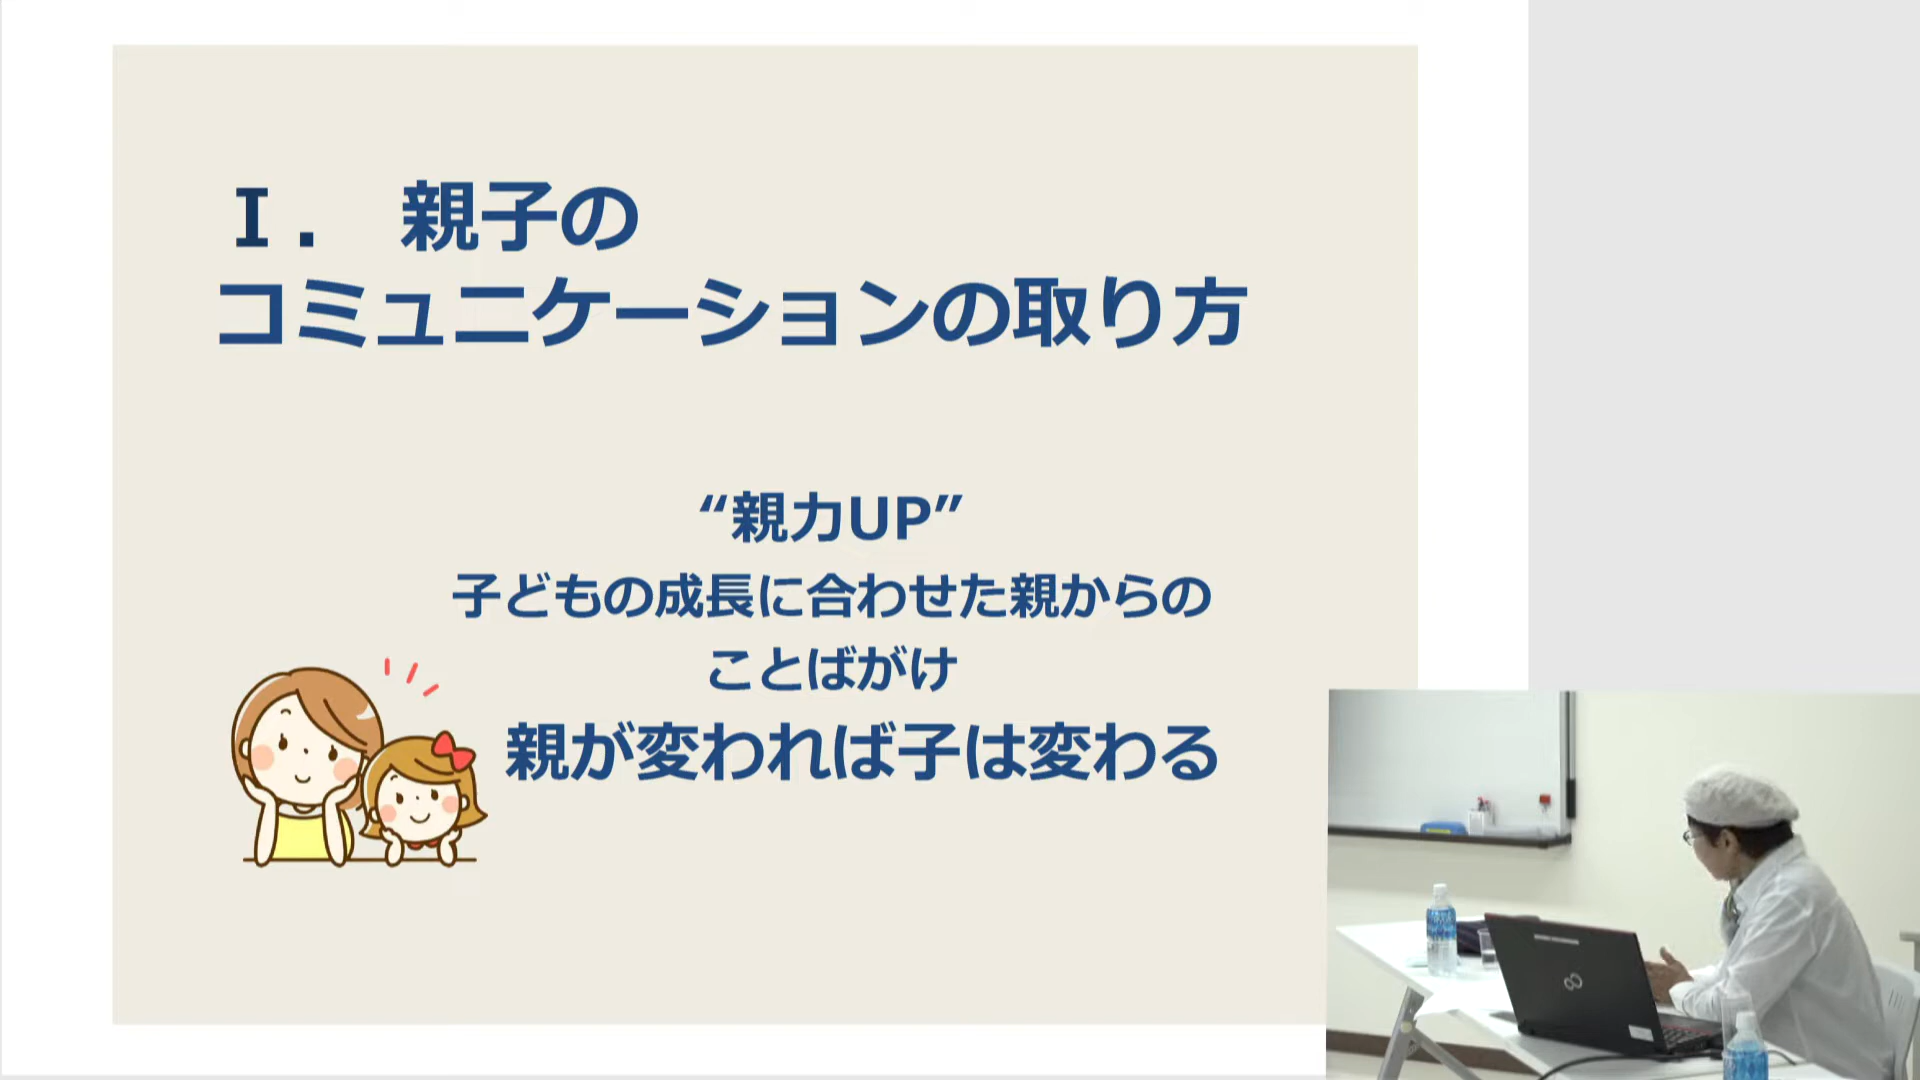 Ⅰ． 親子の
コミュニケーションの取り方
“親力UP”
子どもの成長に合わせた親からの
ことばがけ
親が変われば子は変わる